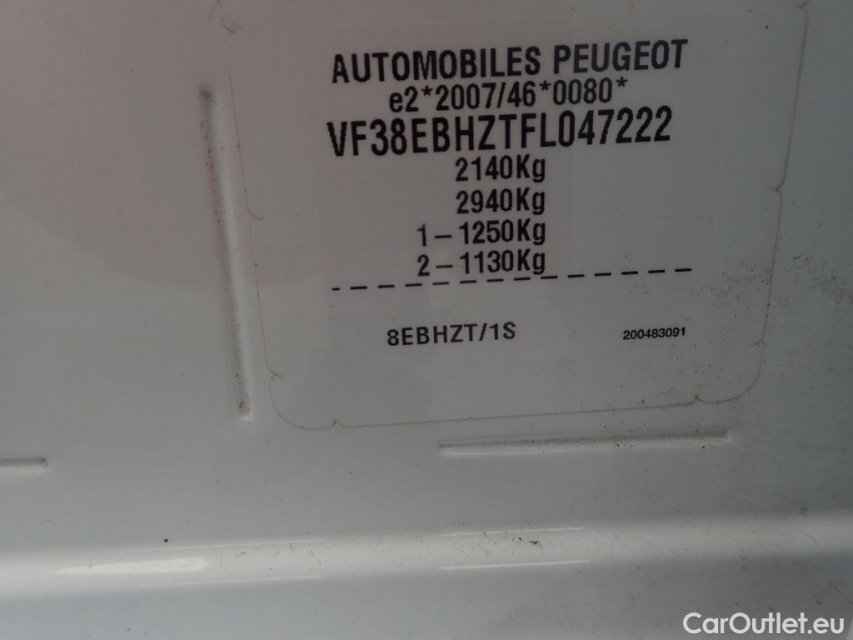 AUTOMOBILES PEUGEOT
e2*2007/46*0080*
VF38EBHZTFL047222
2140Kg
2940Kg
1-1250Kg
2-1130Kg
8EBHZT/1S 200483091
CarOutlet.eu